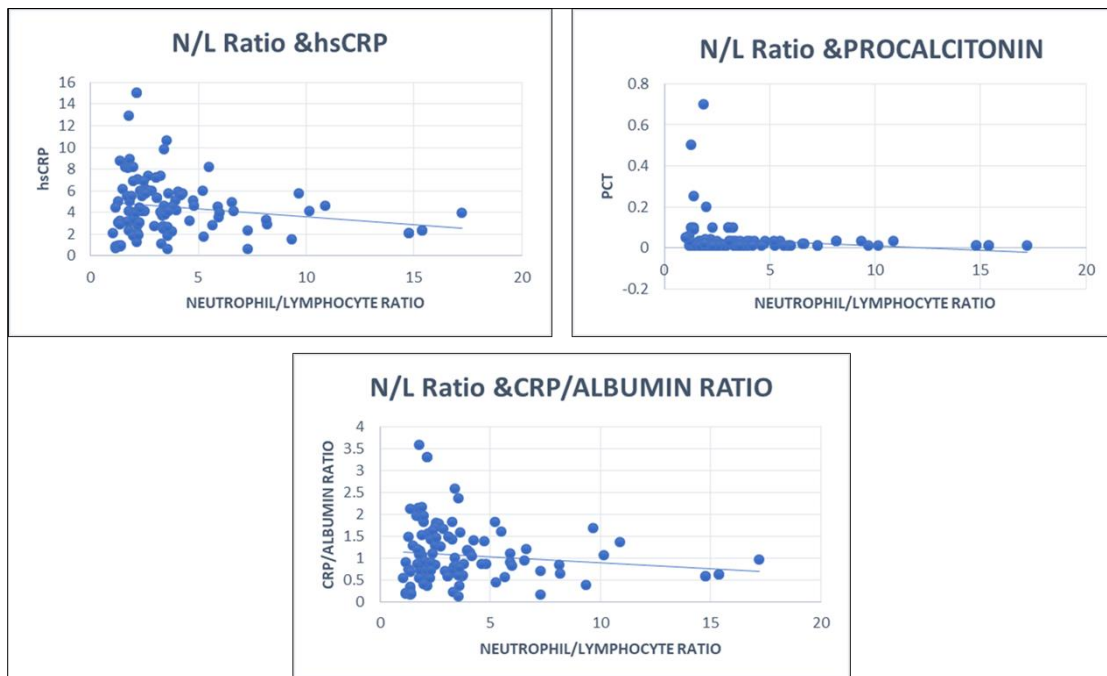 N/L Ratio &hsCRP
16
14
12
10
8
6
4
2
0
hsCRP
0 5 10 15 20
NEUTROPHIL/LYMPHOCYTE RATIO
N/L Ratio &PROCALCITONIN
0.8
0.6
0.4
0.2
0
-0.2
PCT
0 5 10 15 20
NEUTROPHIL/LYMPHOCYTE RATIO
N/L Ratio &CRP/ALBUMIN RATIO
4
3.5
3
2.5
2
1.5
1
0.5
0
CRP/ALBUMIN RATIO
0 5 10 15 20
NEUTROPHIL/LYMPHOCYTE RATIO